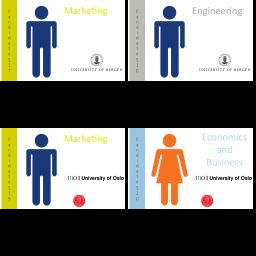 Marketing
UNIVERSITY OF BERGEN
Engineering
UNIVERSITY OF BERGEN
Marketing
UiO University of Oslo
Economics
and
Business
UiO University of Oslo